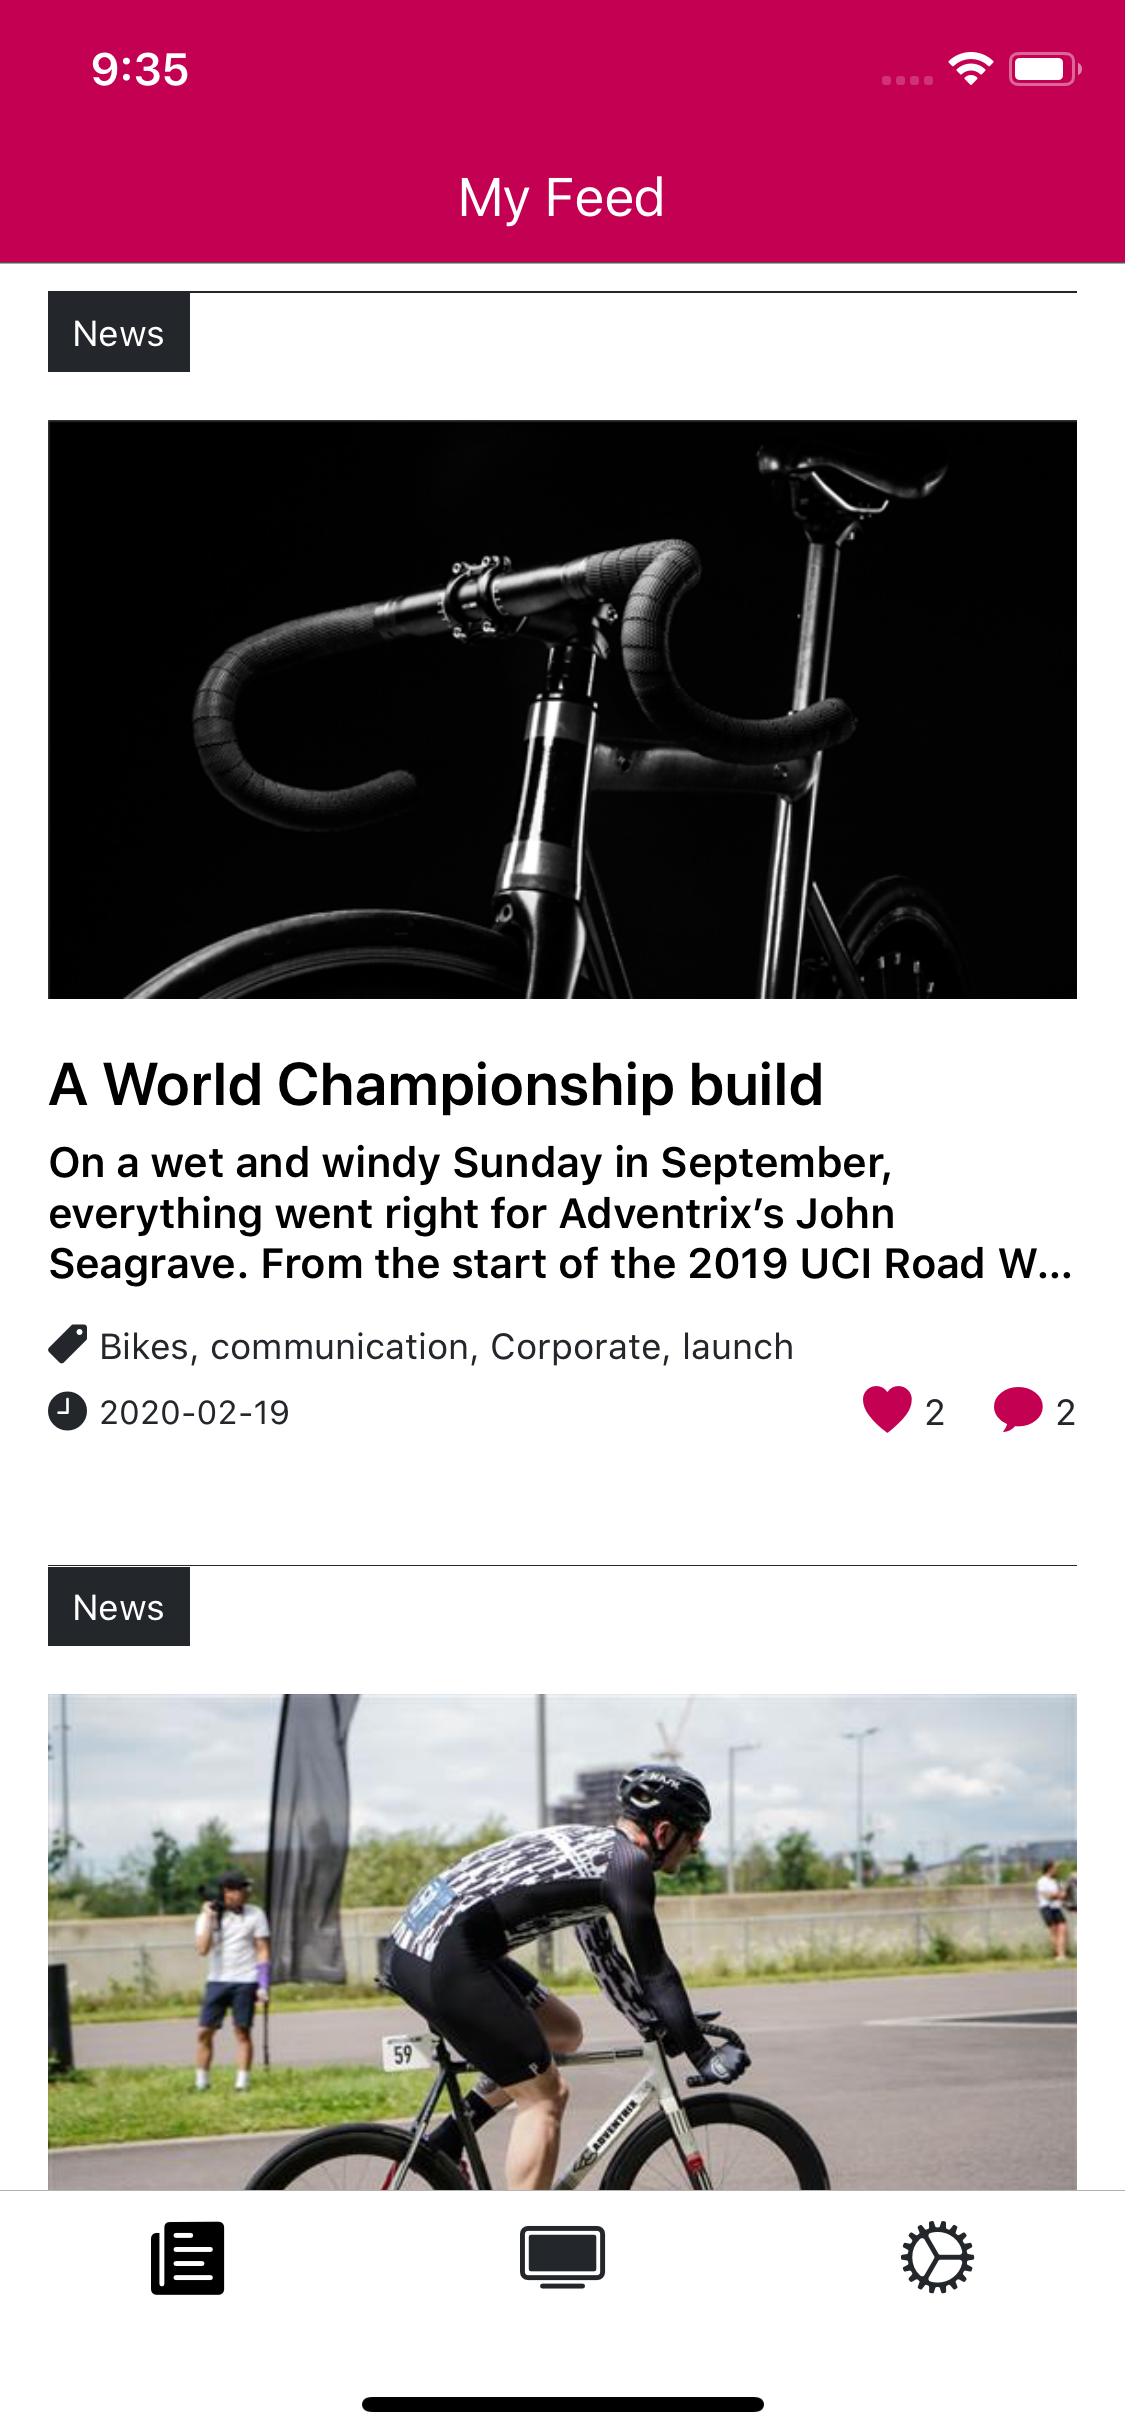 9:35
My Feed
News
A World Championship build
On a wet and windy Sunday in September,
everything went right for Adventrix’s John
Seagrave. From the start of the 2019 UCI Road W...
Bikes, communication, Corporate, launch
2020-02-19
2
2
News
KASK
59
ADVENTRIX